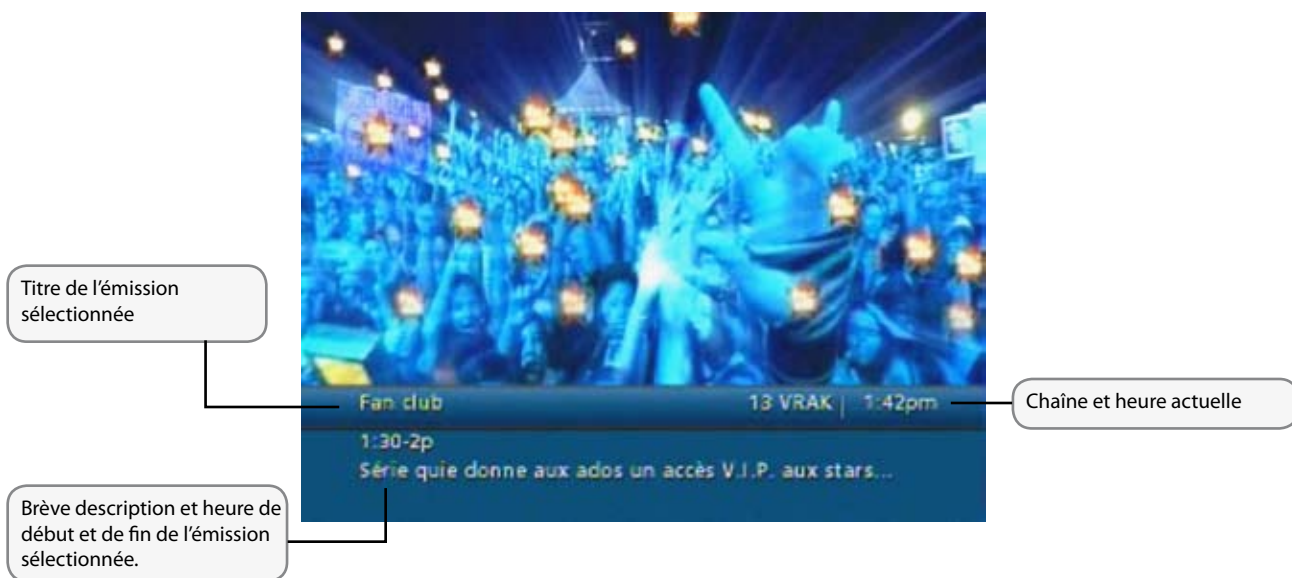 Titre de l'émission
sélectionnée
Fan club 13 VRAK | 1:42pm
Chaîne et heure actuelle
1:30-2p
Série quie donne aux ados un accès V.I.P. aux stars...
Brève description et heure de
début et de fin de l'émission
sélectionnée.